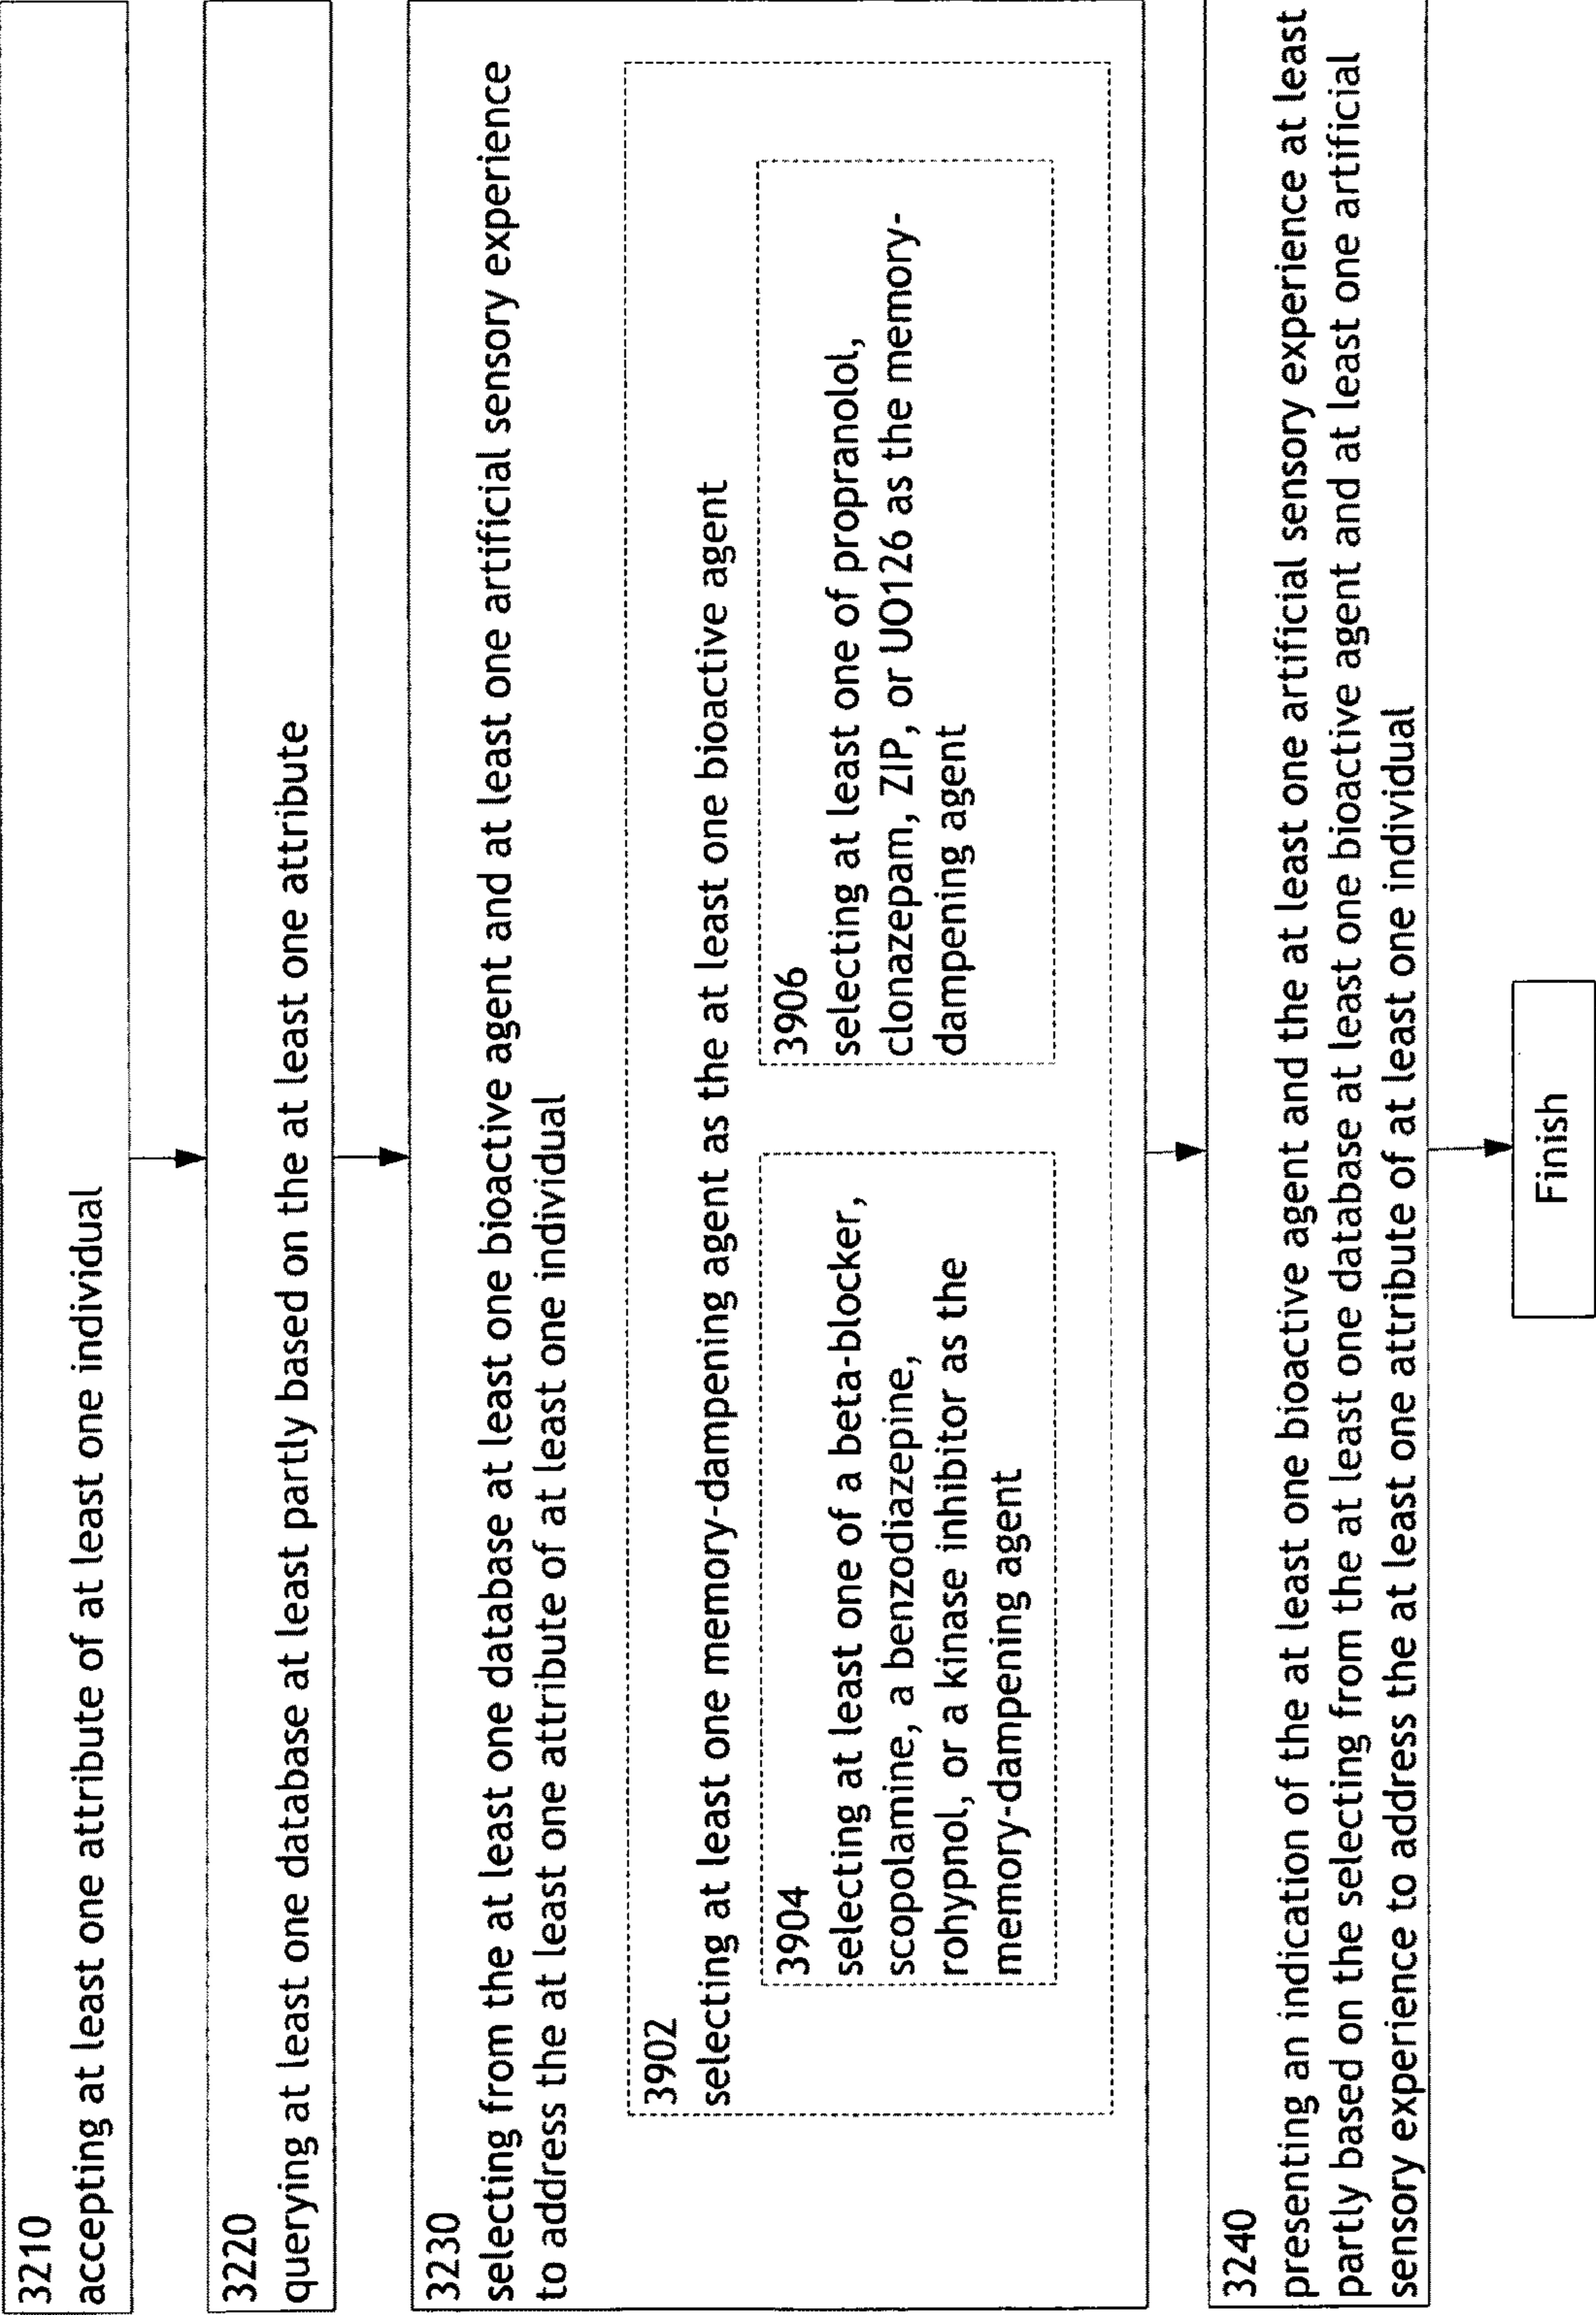 3210
accepting at least one attribute of at least one individual
3220
querying at least one database at least partly based on the at least one attribute
3230
selecting from the at least one database at least one bioactive agent and at least one artificial sensory experience
to address the at least one attribute of at least one individual
3902
selecting at least one memory-dampening agent as the at least one bioactive agent
3904
selecting at least one of a beta-blocker,
scopolamine, a benzodiazepine,
rohypnol, or a kinase inhibitor as the
memory-dampening agent
3906
selecting at least one of propranolol,
clonazepam, ZIP, or UO126 as the memory-
dampening agent
3240
presenting an indication of the at least one bioactive agent and the at least one artificial sensory experience at least
partly based on the selecting from the at least one database at least one bioactive agent and at least one artificial
sensory experience to address the at least one attribute of at least one individual
Finish